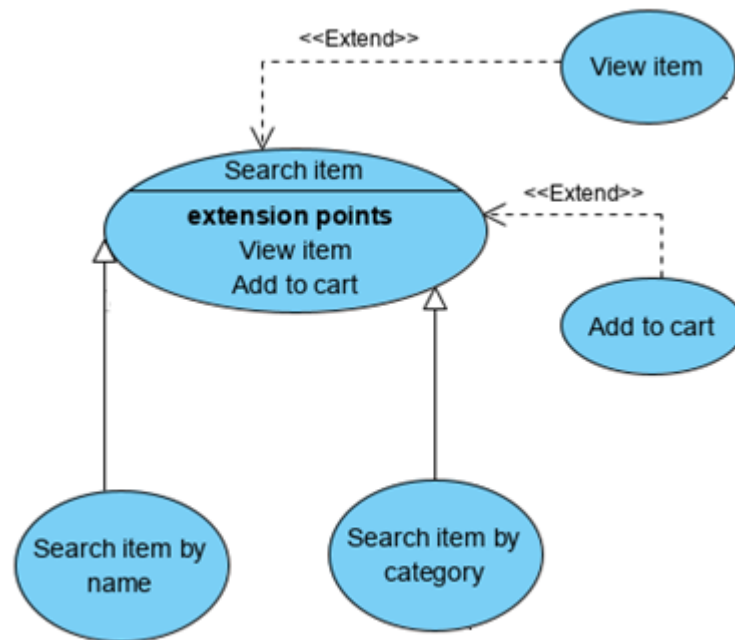 <<Extend>>
View item
Search item
<<Extend>>
extension points
View item
Add to cart
Add to cart
Search item by
name
Search item by
category